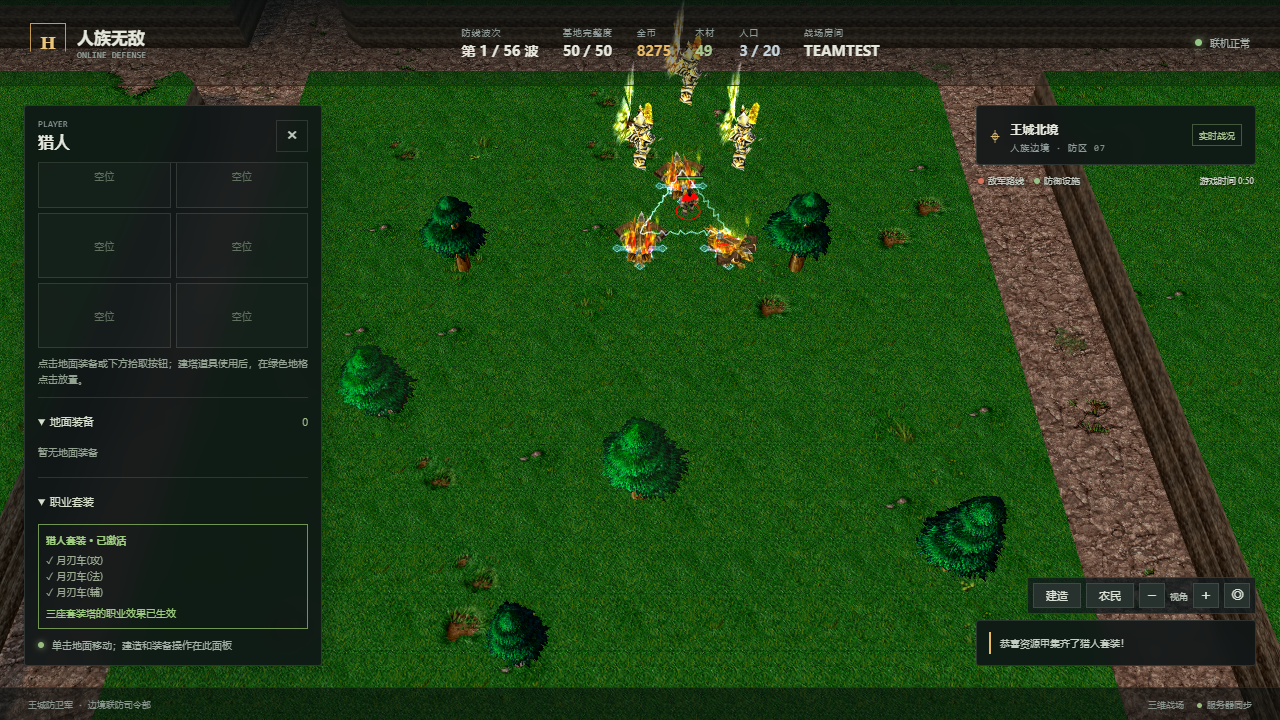 H
人族无敌
ONLINE DEFENSE
防线波次
第 1 / 56 波
基地完整度
50 / 50
金币
8275
木材
49
人口
3 / 20
战场房间
TEAMTEST
联机正常
PLAYER
猎人
×
空位
空位
空位
空位
空位
空位
点击地面装备或下方拾取按钮；建塔道具使用后，在绿色地格
点击放置。
▼ 地面装备
0
暂无地面装备
▼ 职业套装
猎人套装 • 已激活
✓ 月刃车(攻)
✓ 月刃车(法)
✓ 月刃车(辅)
三座套装塔的职业效果已生效
单击地面移动；建造和装备操作在此面板
王城北境
人族边境 · 防区 07
实时战况
敌军路线
防御设施
游戏时间 0:50
建造
农民
−
视角
+
◎
恭喜资源甲集齐了猎人套装！
王城防卫军 · 边境联防司令部
三维战场
服务器同步